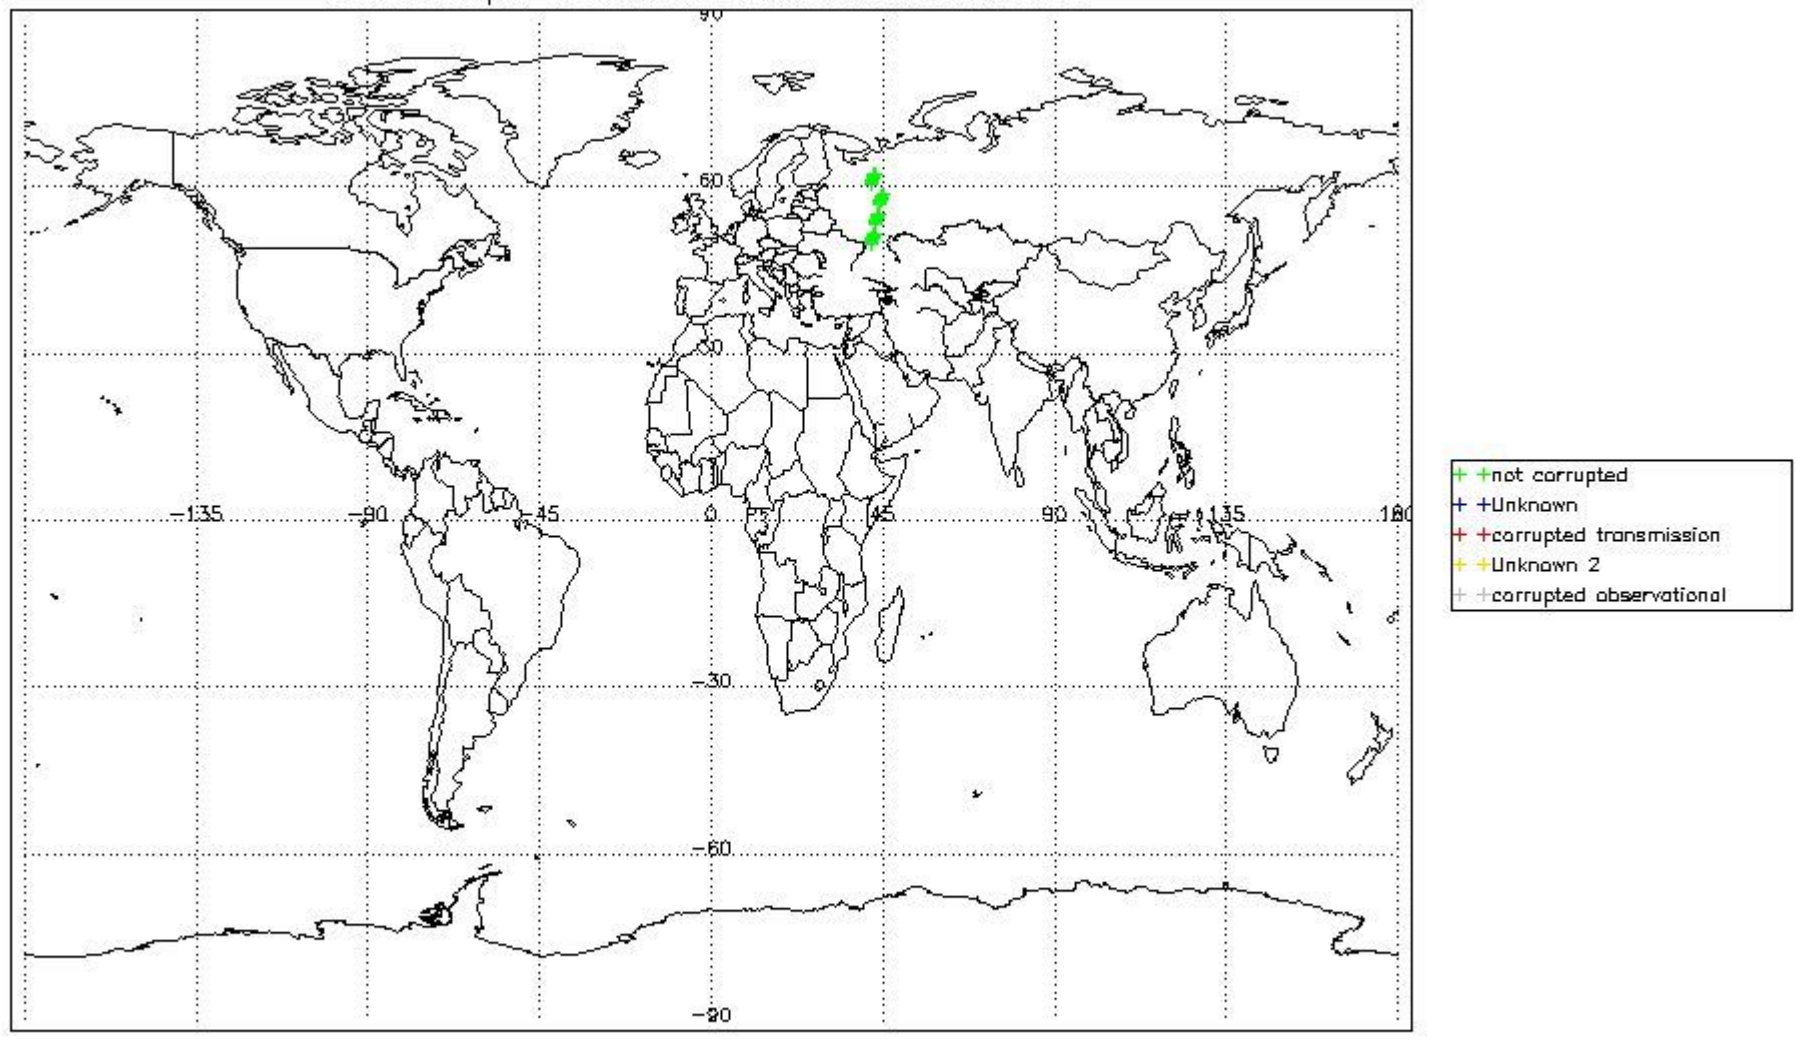 90
60
30
-135 -90 -45 0 45 90 135 180
-30
-60
-90
not corrupted
Unknown
corrupted transmission
Unknown 2
corrupted observational